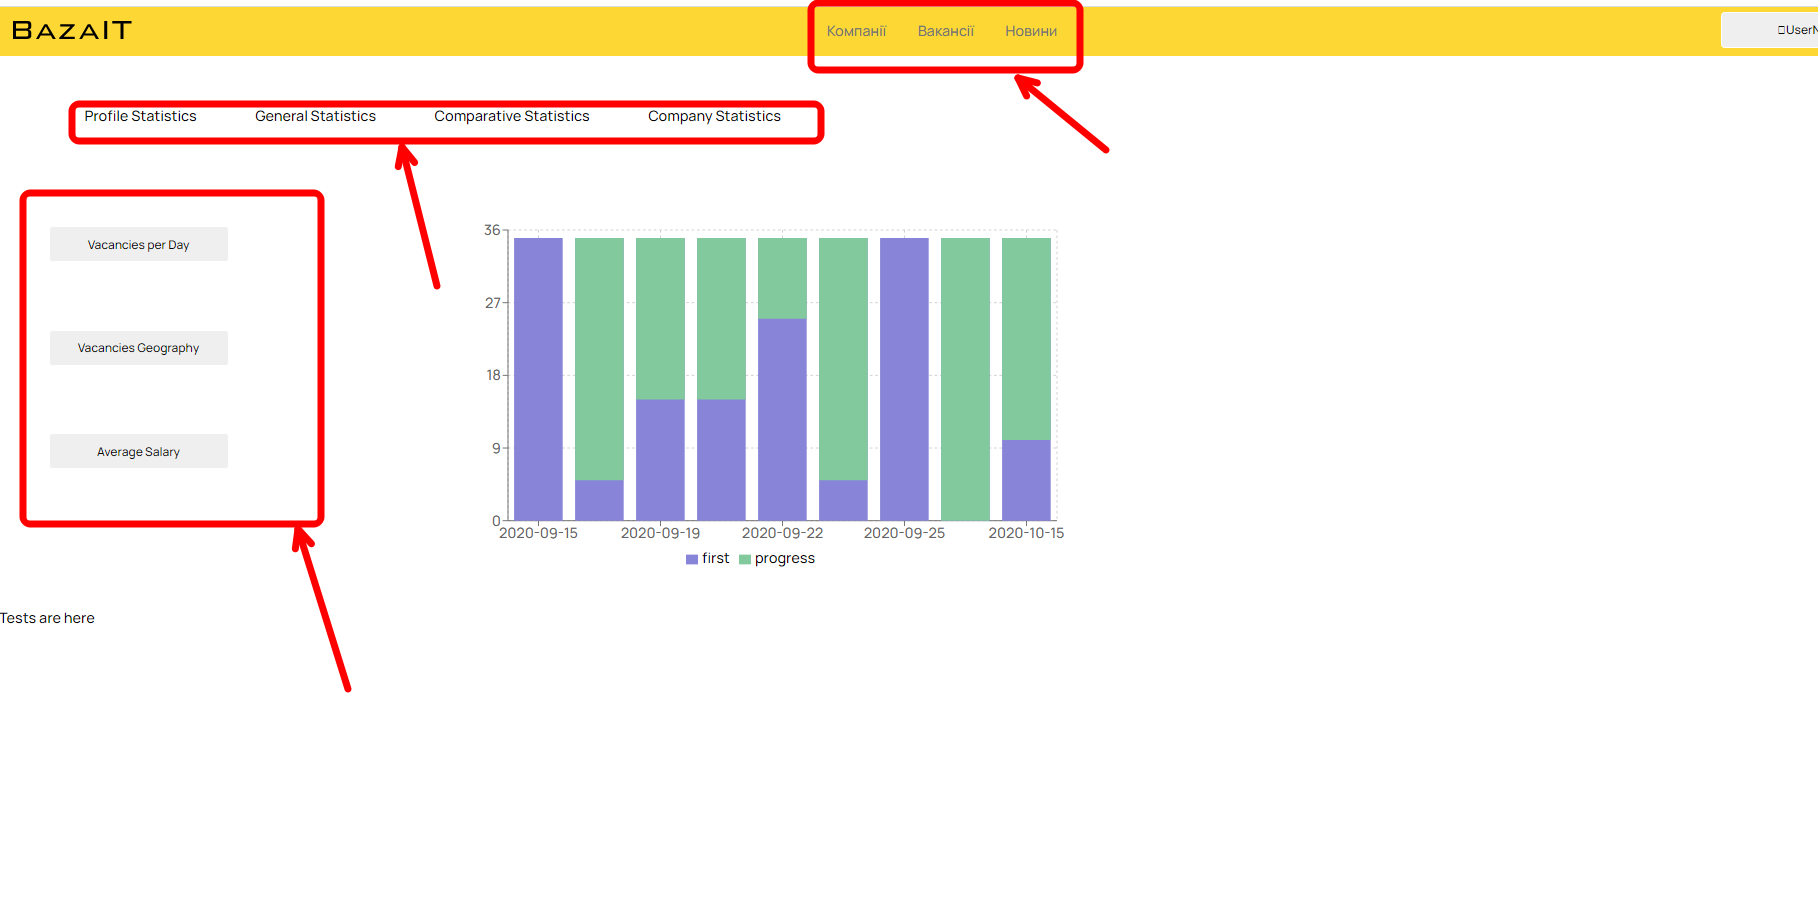 BAZAIT
Компанії Вакансії Новини
UserN
Profile Statistics General Statistics Comparative Statistics Company Statistics
Vacancies per Day
Vacancies Geography
Average Salary
36
27
18
9
0
2020-09-15 2020-09-19 2020-09-22 2020-09-25 2020-10-15
first progress
Tests are here